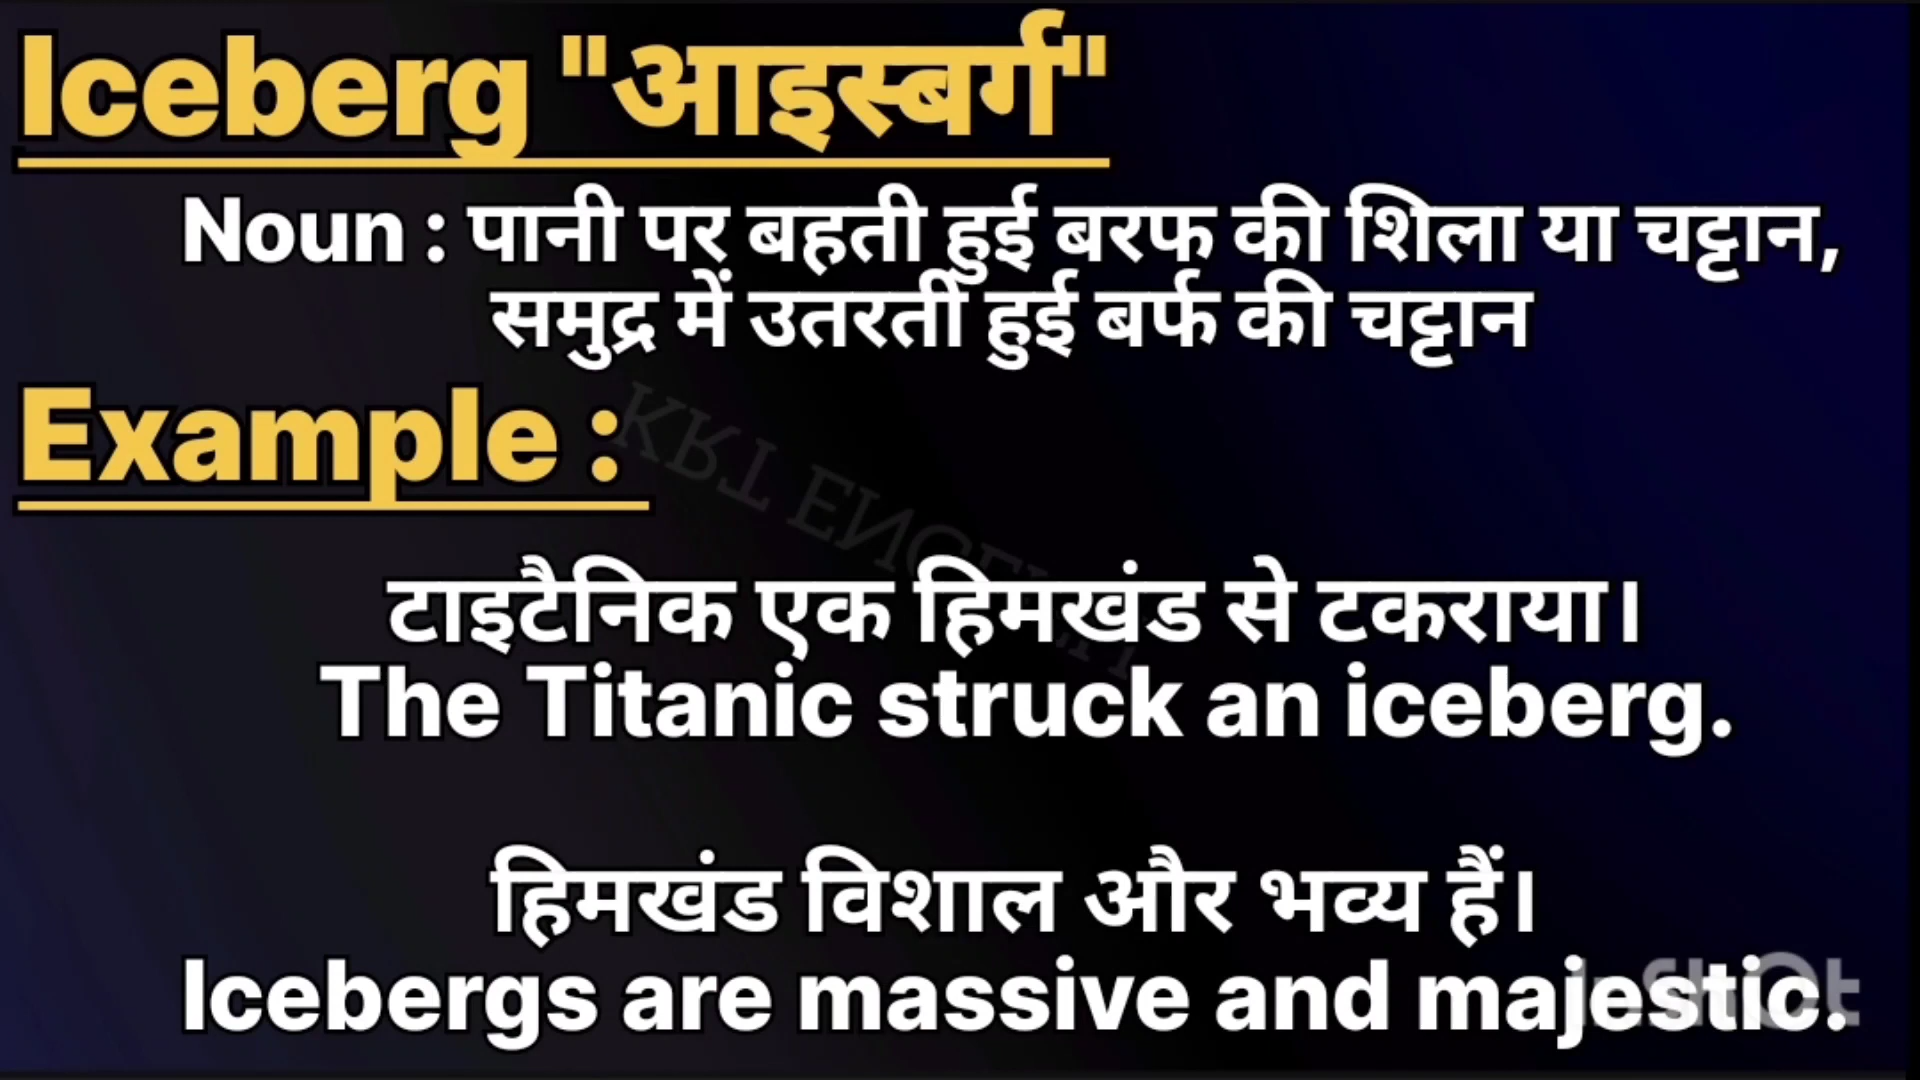 Iceberg "आइस्बर्ग"
Noun : पानी पर बहती हुई बरफ की शिला या चट्टान,
समुद्र में उतरती हुई बर्फ की चट्टान
Example :
टाइटैनिक एक हिमखंड से टकराया।
The Titanic struck an iceberg.
हिमखंड विशाल और भव्य हैं।
Icebergs are massive and majestic.
InShOt